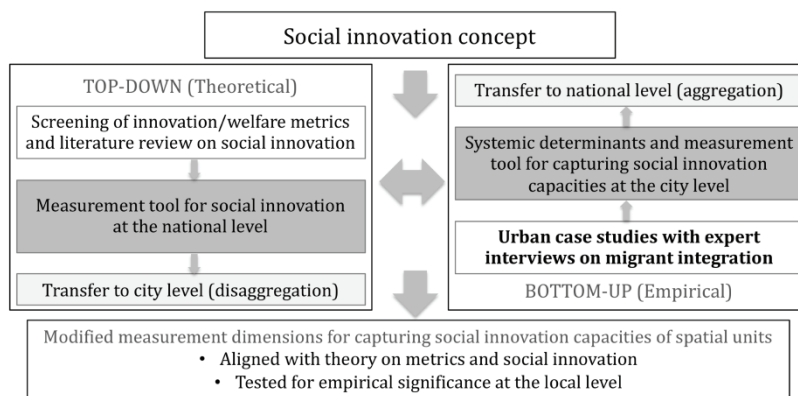 Social innovation concept
TOP-DOWN (Theoretical)
Screening of innovation/welfare metrics
and literature review on social innovation
Measurement tool for social innovation
at the national level
Transfer to city level (disaggregation)
Transfer to national level (aggregation)
Systemic determinants and measurement
tool for capturing social innovation
capacities at the city level
Urban case studies with expert
interviews on migrant integration
BOTTOM-UP (Empirical)
Modified measurement dimensions for capturing social innovation capacities of spatial units
• Aligned with theory on metrics and social innovation
• Tested for empirical significance at the local level